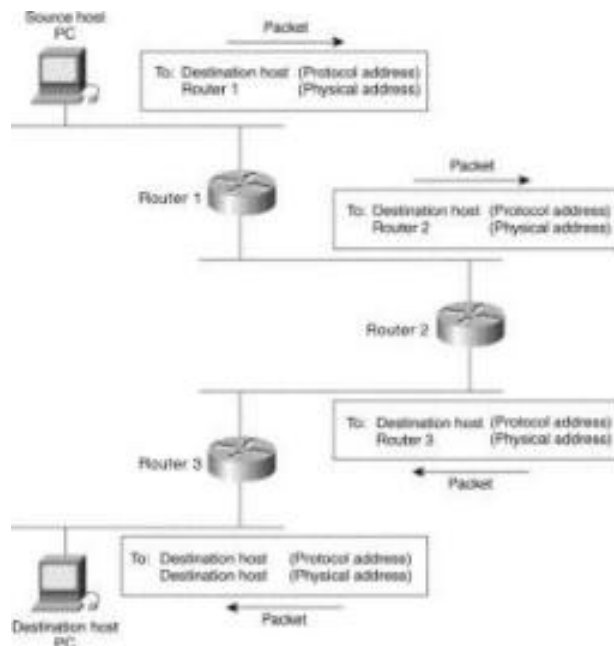 Source host
PC
Packet
To: Destination host (Protocol address)
Router 1 (Physical address)
Router 1
Packet
To: Destination host (Protocol address)
Router 2 (Physical address)
Router 2
To: Destination host (Protocol address)
Router 3 (Physical address)
Router 3
Packet
To: Destination host (Protocol address)
Destination host (Physical address)
Packet
Destination host
PC